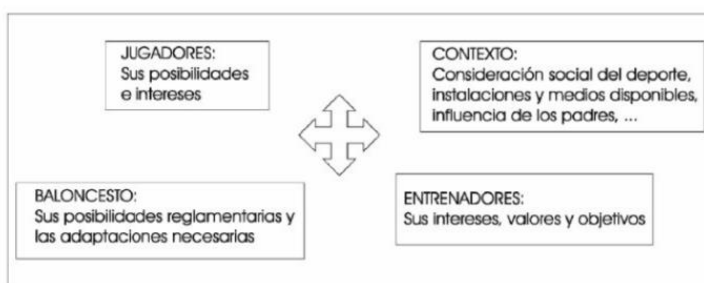 JUGADORES:
Sus posibilidades
e intereses
CONTEXTO:
Consideración social del deporte,
instalaciones y medios disponibles,
influencia de los padres, ...
BALONCESTO:
Sus posibilidades reglamentarias y
las adaptaciones necesarias
ENTRENADORES:
Sus intereses, valores y objetivos